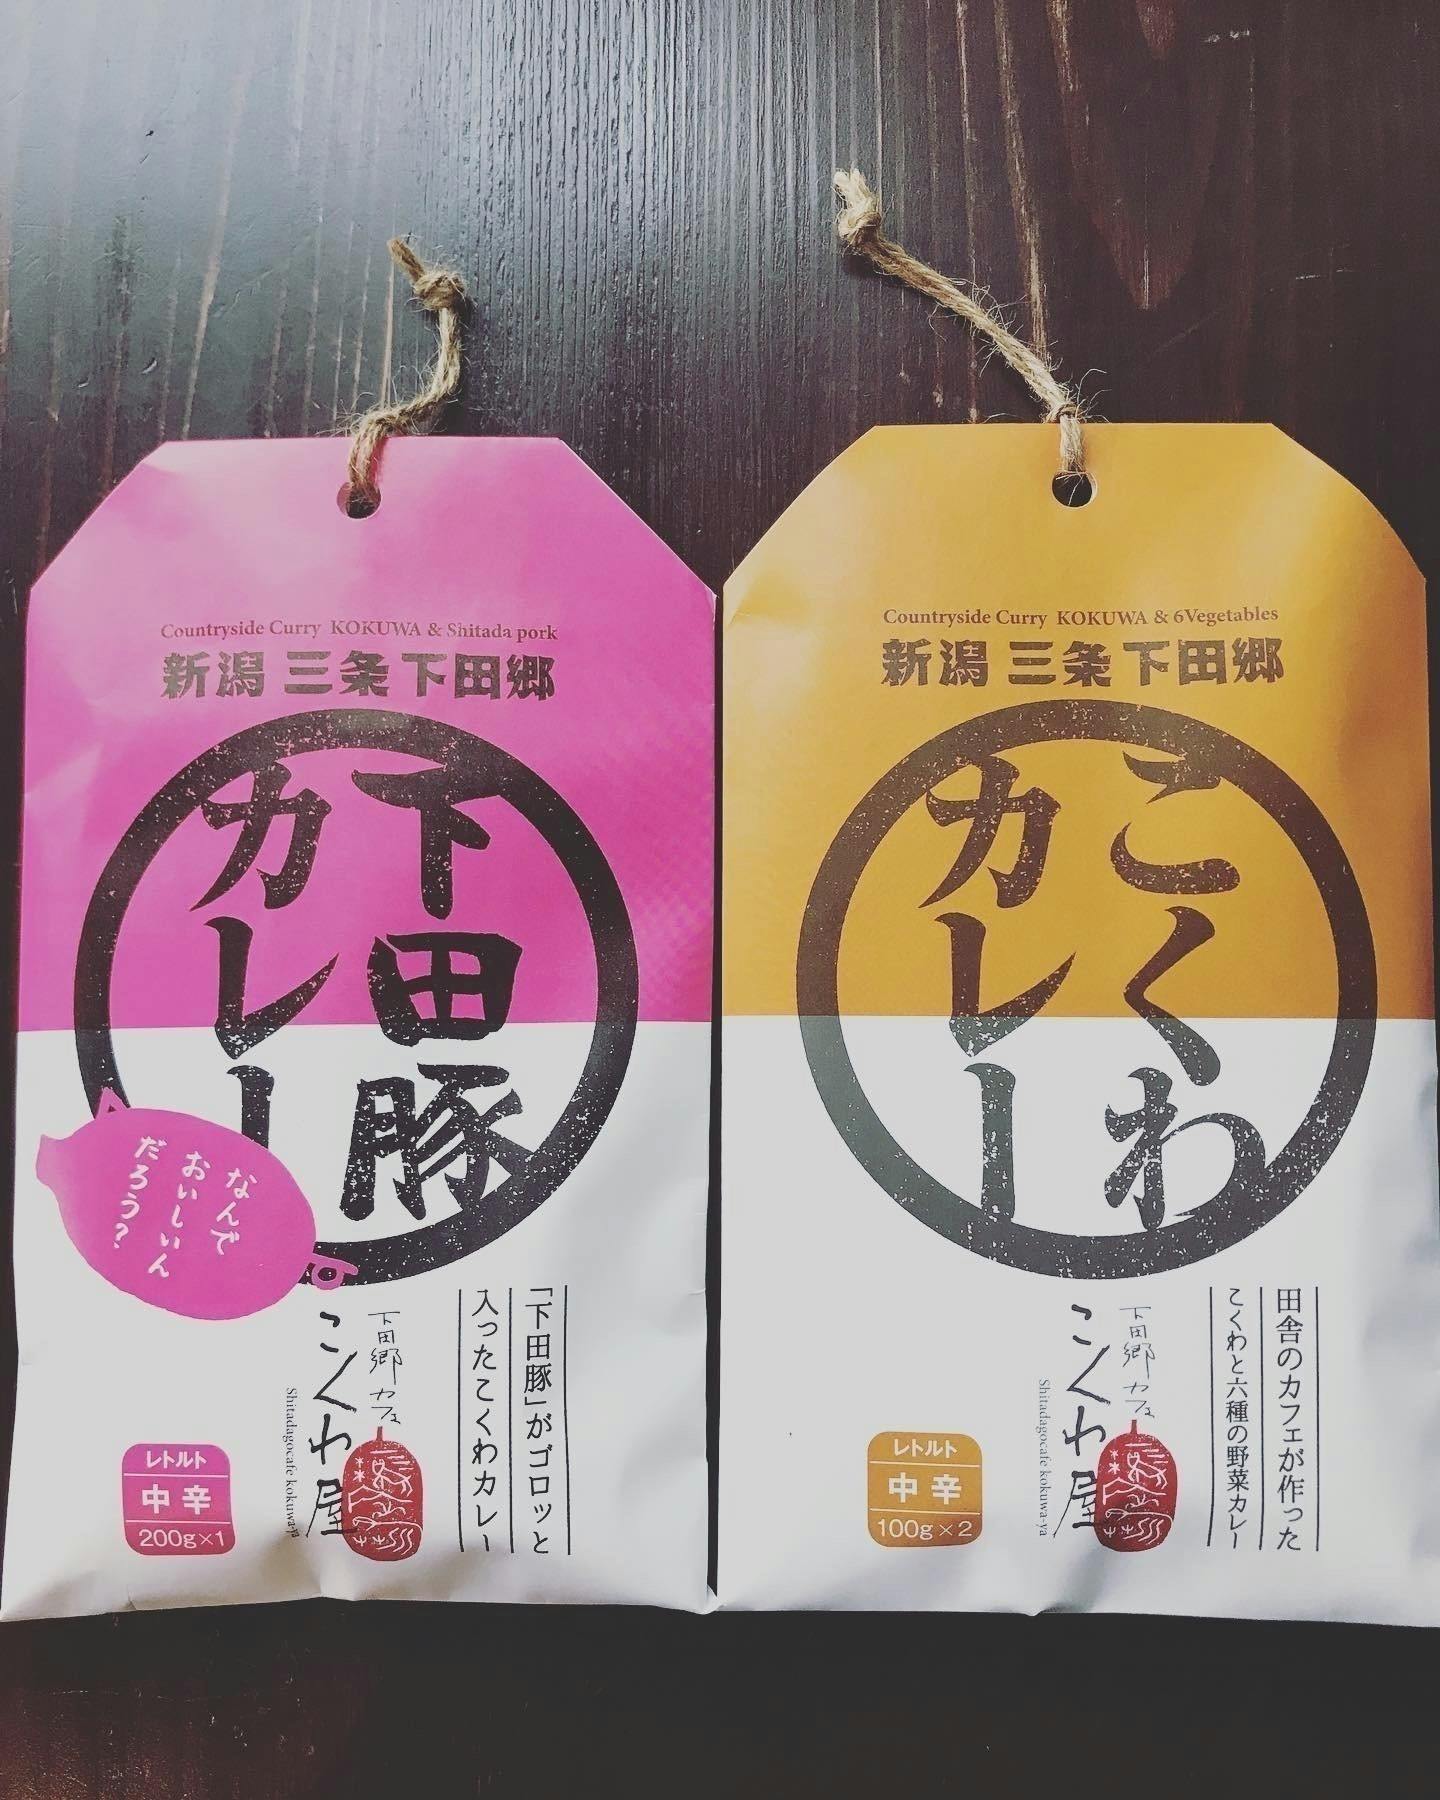 Countryside Curry KOKUWA & Shitada pork
新潟 三条 下田郷
下田豚
カレー
なんで
おいしいん
だろう?
「下田豚」がゴロッと
入ったこくわカレー
下田郷カフェ
こくわ屋
Shitadagocafe kokuwa-ya
レトルト
中辛
200g×1
Countryside Curry KOKUWA & 6Vegetables
新潟 三条 下田郷
こくわ
カレー
田舎のカフェが作った
こくわと六種の野菜カレー
下田郷カフェ
こくわ屋
Shitadagocafe kokuwa-ya
レトルト
中辛
100g×2